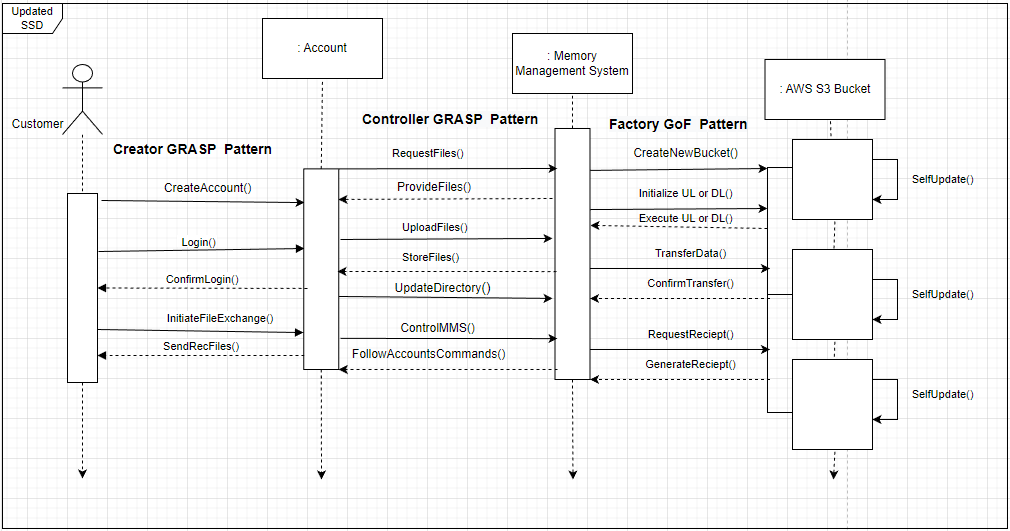 Updated
SSD
: Account
: Memory
Management System
: AWS S3 Bucket
Customer
Creator GRASP  Pattern
Controller GRASP  Pattern
Factory GoF  Pattern
CreateAccount()
Login()
ConfirmLogin()
InitiateFileExchange()
SendRecFiles()
RequestFiles()
ProvideFiles()
UploadFiles()
StoreFiles()
UpdateDirectory()
ControlMMS()
FollowAccountsCommands()
CreateNewBucket()
Initialize UL or DL()
Execute UL or DL()
TransferData()
ConfirmTransfer()
RequestReciept()
GenerateReciept()
SelfUpdate()
SelfUpdate()
SelfUpdate()